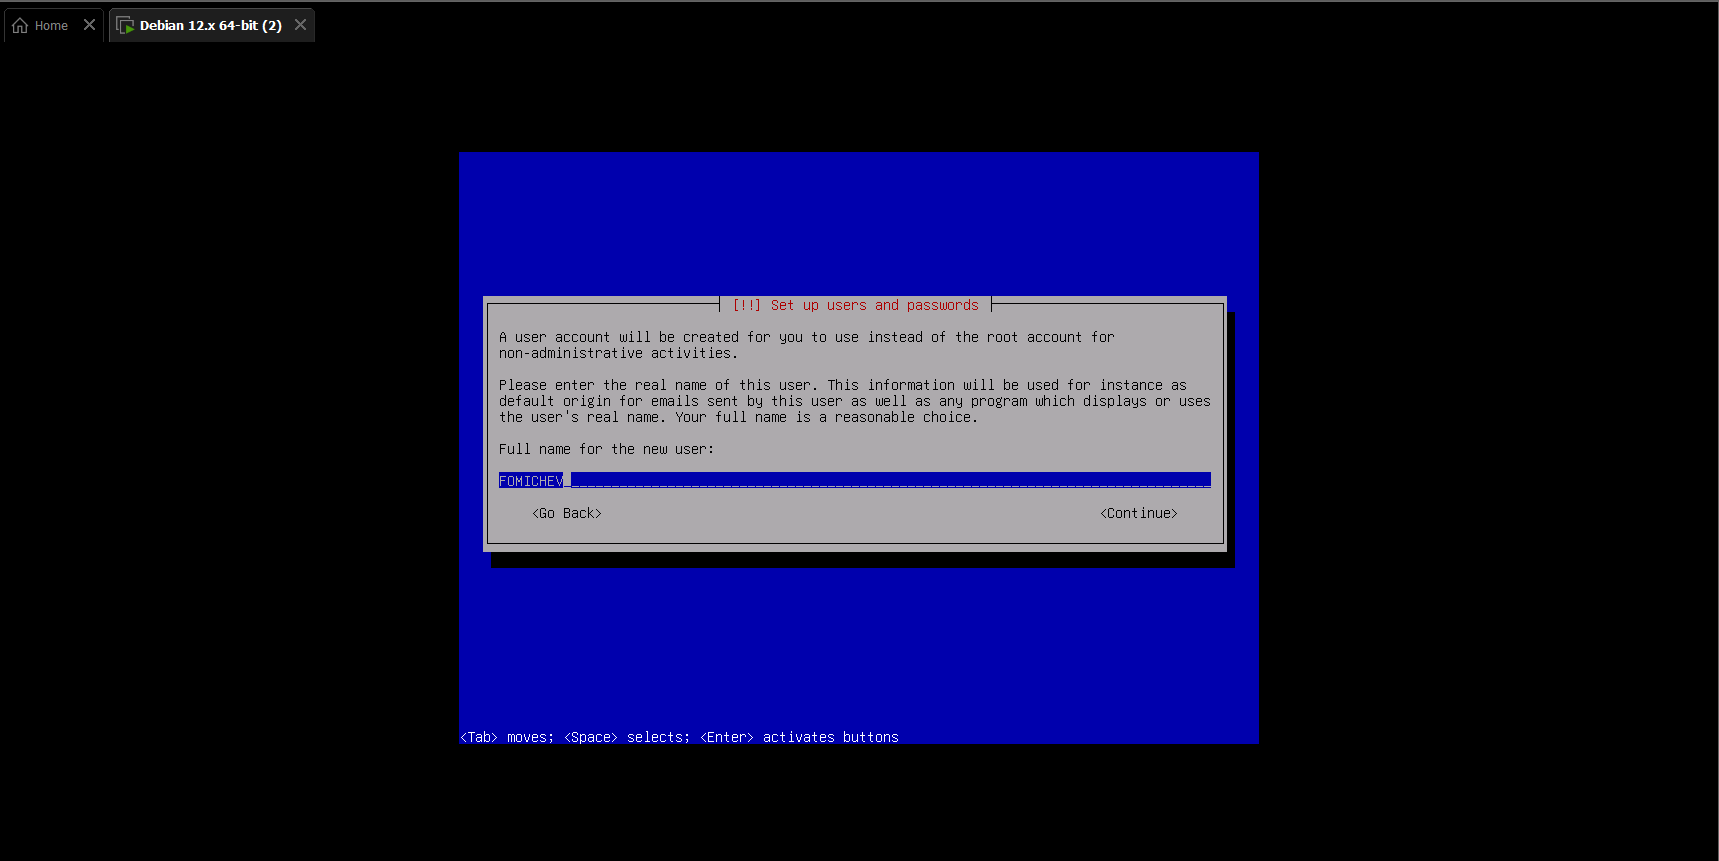 Home
Debian 12.x 64-bit (2)
[!!] Set up users and passwords
A user account will be created for you to use instead of the root account for
non-administrative activities.
Please enter the real name of this user. This information will be used for instance as
default origin for emails sent by this user as well as any program which displays or uses
the user's real name. Your full name is a reasonable choice.
Full name for the new user:
FOMICHEV
<Go Back> <Continue>
<Tab> moves; <Space> selects; <Enter> activates buttons